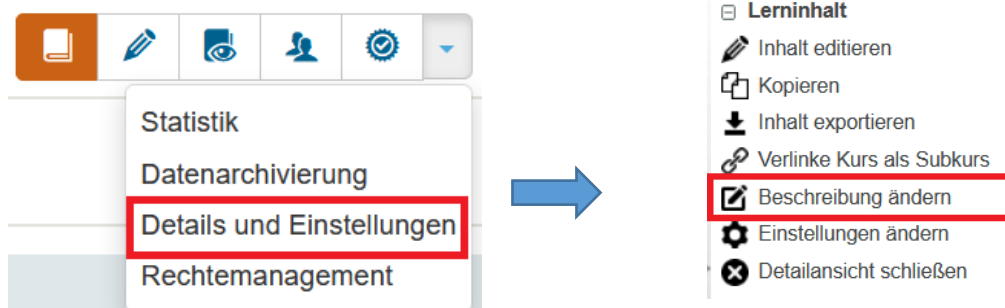 Statistik
Datenarchivierung
Details und Einstellungen
Rechtemanagement
Lerninhalt
Inhalt editieren
Kopieren
Inhalt exportieren
Verlinke Kurs als Subkurs
Beschreibung ändern
Einstellungen ändern
Detailansicht schließen